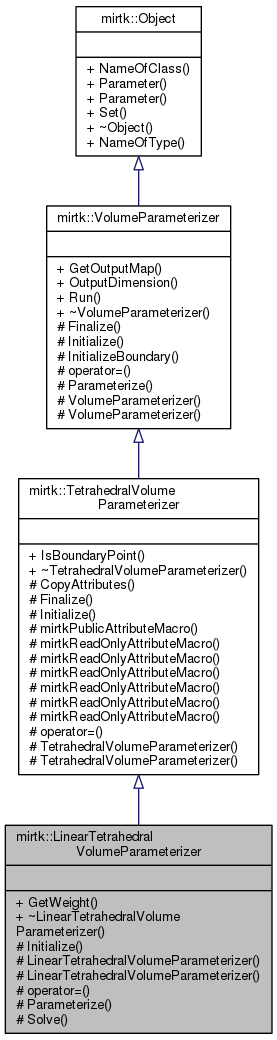 mirtk::Object
+ NameOfClass()
+ Parameter()
+ Parameter()
+ Set()
+ ~Object()
+ NameOfType()
mirtk::VolumeParameterizer
+ GetOutputMap()
+ OutputDimension()
+ Run()
+ ~VolumeParameterizer()
# Finalize()
# Initialize()
# InitializeBoundary()
# operator=()
# Parameterize()
# VolumeParameterizer()
# VolumeParameterizer()
mirtk::TetrahedralVolume
Parameterizer
+ IsBoundaryPoint()
+ ~TetrahedralVolumeParameterizer()
# CopyAttributes()
# Finalize()
# Initialize()
# mirtkPublicAttributeMacro()
# mirtkReadOnlyAttributeMacro()
# mirtkReadOnlyAttributeMacro()
# mirtkReadOnlyAttributeMacro()
# mirtkReadOnlyAttributeMacro()
# mirtkReadOnlyAttributeMacro()
# mirtkReadOnlyAttributeMacro()
# operator=()
# TetrahedralVolumeParameterizer()
# TetrahedralVolumeParameterizer()
mirtk::LinearTetrahedral
VolumeParameterizer
+ GetWeight()
+ ~LinearTetrahedralVolume
Parameterizer()
# Initialize()
# LinearTetrahedralVolumeParameterizer()
# LinearTetrahedralVolumeParameterizer()
# operator=()
# Parameterize()
# Solve()